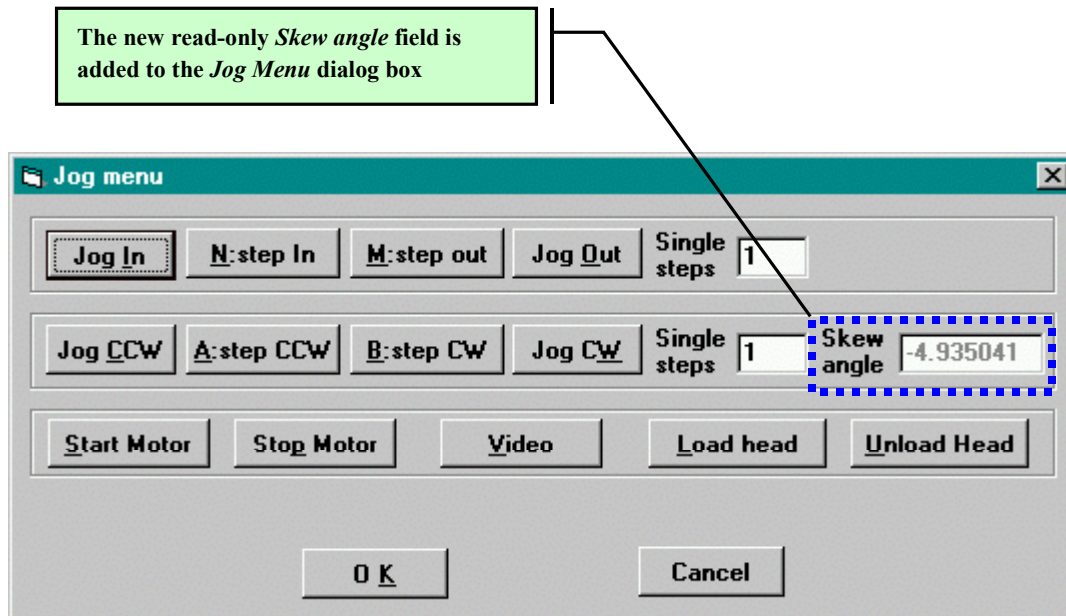 The new read-only Skew angle field is
added to the Jog Menu dialog box
Jog menu
Jog In
N:step In
M:step out
Jog Out
Single
steps
1
Jog CCW
A:step CCW
B:step CW
Jog CW
Single
steps
1
Skew
angle
-4.935041
Start Motor
Stop Motor
Video
Load head
Unload Head
O K
Cancel